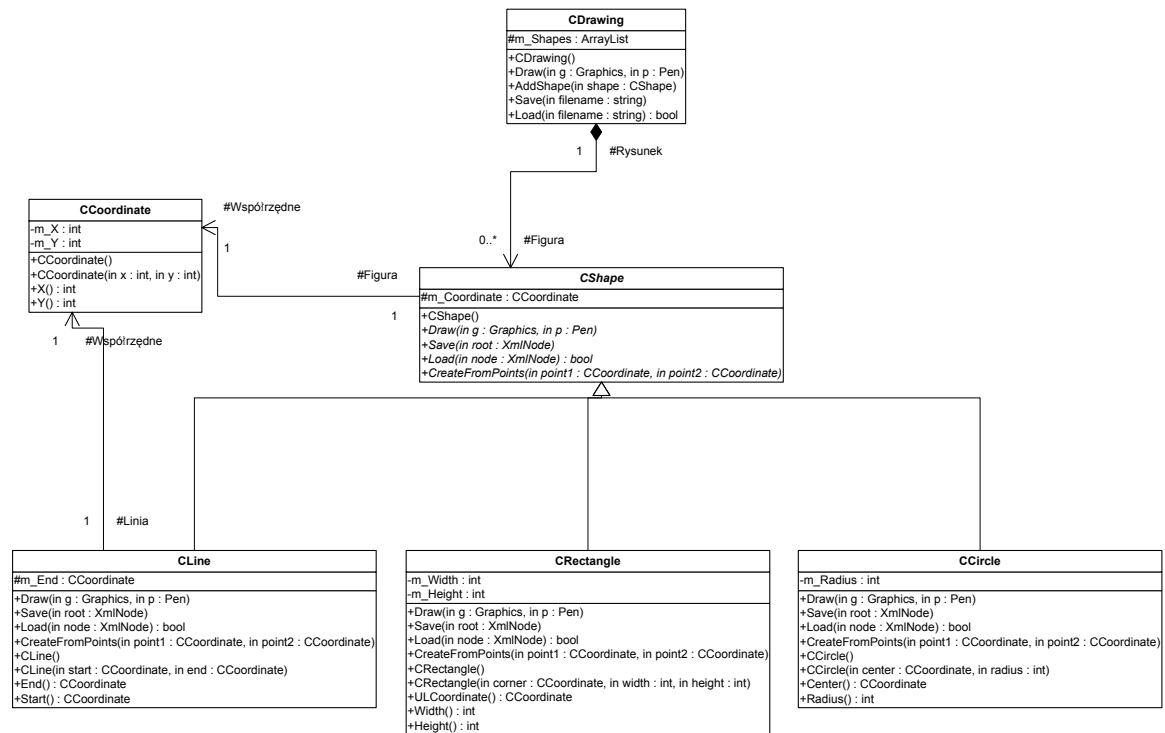 CDrawing
#m_Shapes : ArrayList
+CDrawing()
+Draw(in g : Graphics, in p : Pen)
+AddShape(in shape : CShape)
+Save(in filename : string)
+Load(in filename : string) : bool
1 #Rysunek
CCoordinate
-m_X : int
-m_Y : int
+CCoordinate()
+CCoordinate(in x : int, in y : int)
+X() : int
+Y() : int
#Współrzędne
1
0..* #Figura
#Figura
1
CShape
#m_Coordinate : CCoordinate
+CShape()
+Draw(in g : Graphics, in p : Pen)
+Save(in root : XmlNode)
+Load(in node : XmlNode) : bool
+CreateFromPoints(in point1 : CCoordinate, in point2 : CCoordinate)
1 #Współrzędne
1 #Linia
CLine
#m_End : CCoordinate
+Draw(in g : Graphics, in p : Pen)
+Save(in root : XmlNode)
+Load(in node : XmlNode) : bool
+CreateFromPoints(in point1 : CCoordinate, in point2 : CCoordinate)
+CLine()
+CLine(in start : CCoordinate, in end : CCoordinate)
+End() : CCoordinate
+Start() : CCoordinate
CRectangle
-m_Width : int
-m_Height : int
+Draw(in g : Graphics, in p : Pen)
+Save(in root : XmlNode)
+Load(in node : XmlNode) : bool
+CreateFromPoints(in point1 : CCoordinate, in point2 : CCoordinate)
+CRectangle()
+CRectangle(in corner : CCoordinate, in width : int, in height : int)
+ULCoordinate() : CCoordinate
+Width() : int
+Height() : int
CCircle
-m_Radius : int
+Draw(in g : Graphics, in p : Pen)
+Save(in root : XmlNode)
+Load(in node : XmlNode) : bool
+CreateFromPoints(in point1 : CCoordinate, in point2 : CCoordinate)
+CCircle()
+CCircle(in center : CCoordinate, in radius : int)
+Center() : CCoordinate
+Radius() : int